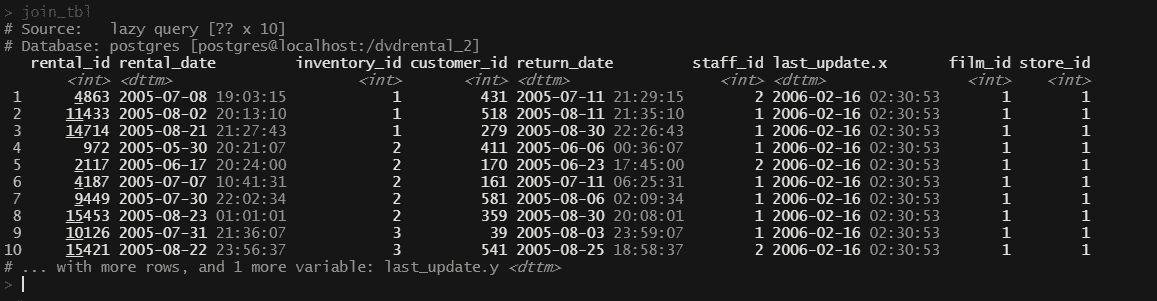 > join_tbl
# Source:   lazy query [?? x 10]
# Database: postgres [postgres@localhost:/dvdrental_2]
   rental_id rental_date         inventory_id customer_id return_date         staff_id last_update.x       film_id store_id
       <int> <dttm>                     <int>       <int> <dttm>                 <int> <dttm>                <int>    <int>
 1      4863 2005-07-08 19:03:15            1         431 2005-07-11 21:29:15        2 2006-02-16 02:30:53       1        1
 2     11433 2005-08-02 20:13:10            1         518 2005-08-11 21:35:10        1 2006-02-16 02:30:53       1        1
 3     14714 2005-08-21 21:27:43            1         279 2005-08-30 22:26:43        1 2006-02-16 02:30:53       1        1
 4       972 2005-05-30 20:21:07            2         411 2005-06-06 00:36:07        1 2006-02-16 02:30:53       1        1
 5      2117 2005-06-17 20:24:00            2         170 2005-06-23 17:45:00        2 2006-02-16 02:30:53       1        1
 6      4187 2005-07-07 10:41:31            2         161 2005-07-11 06:25:31        1 2006-02-16 02:30:53       1        1
 7      9449 2005-07-30 22:02:34            2         581 2005-08-06 02:09:34        1 2006-02-16 02:30:53       1        1
 8     15453 2005-08-23 01:01:01            2         359 2005-08-30 20:08:01        1 2006-02-16 02:30:53       1        1
 9     10126 2005-07-31 21:36:07            3          39 2005-08-03 23:59:07        1 2006-02-16 02:30:53       1        1
10     15421 2005-08-22 23:56:37            3         541 2005-08-25 18:58:37        2 2006-02-16 02:30:53       1        1
# ... with more rows, and 1 more variable: last_update.y <dttm>
>